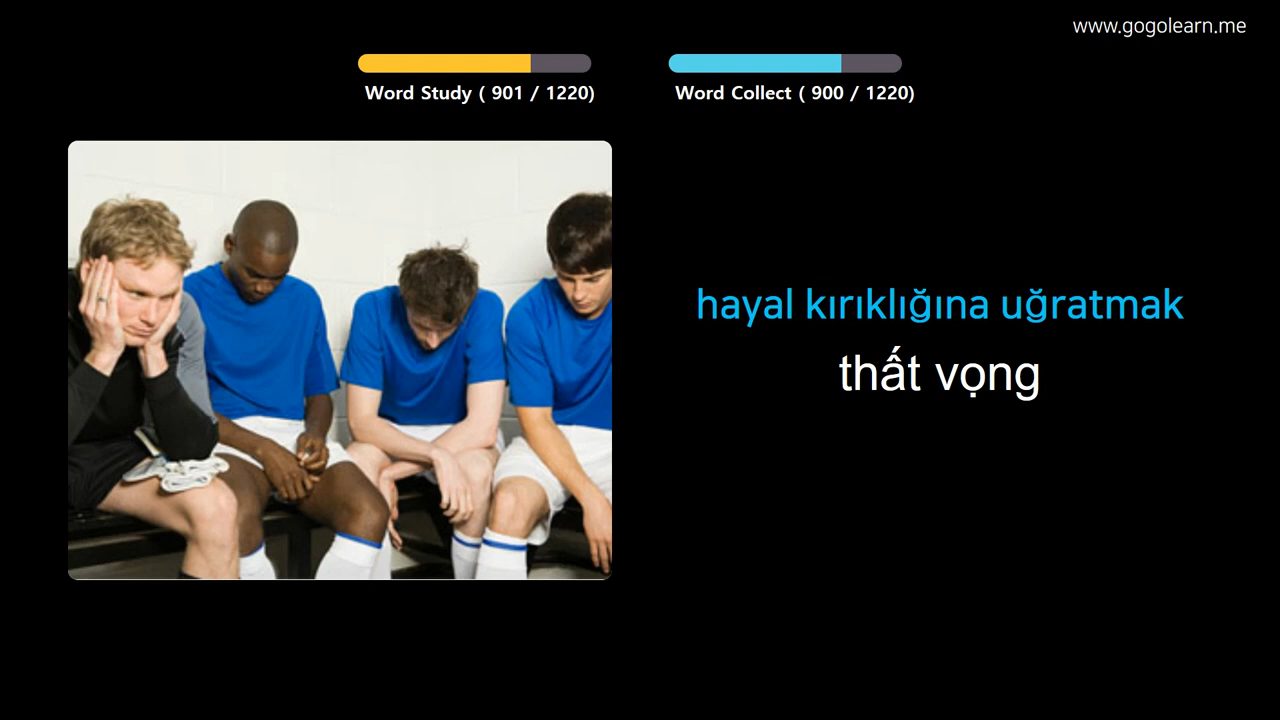 www.gogolearn.me
Word Study ( 901 / 1220)
Word Collect ( 900 / 1220)
hayal kırıklığına uğratmak
thất vọng